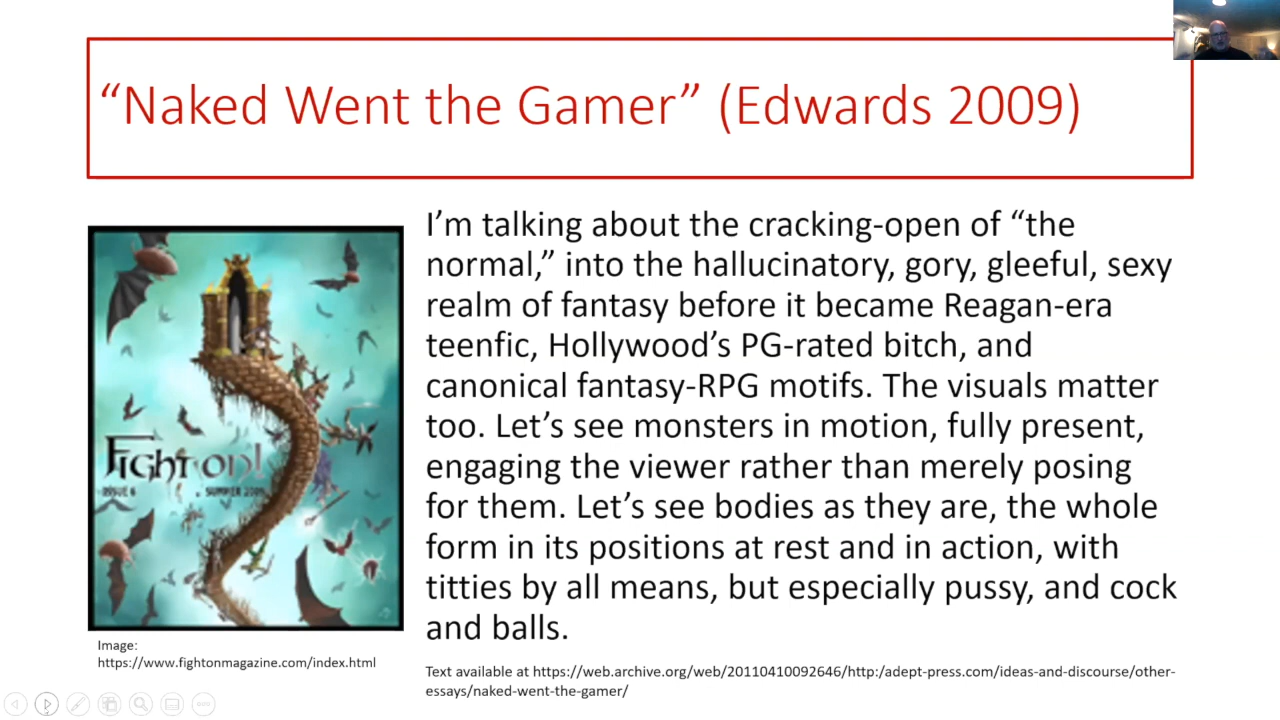 “Naked Went the Gamer” (Edwards 2009)
I’m talking about the cracking-open of “the
normal,” into the hallucinatory, gory, gleeful, sexy
realm of fantasy before it became Reagan-era
teenfic, Hollywood’s PG-rated bitch, and
canonical fantasy-RPG motifs. The visuals matter
too. Let’s see monsters in motion, fully present,
engaging the viewer rather than merely posing
for them. Let’s see bodies as they are, the whole
form in its positions at rest and in action, with
titties by all means, but especially pussy, and cock
and balls.
Fight on!
ISSUE 6 SUMMER 2009
Image:
https://www.fightonmagazine.com/index.html
Text available at https://web.archive.org/web/20110410092646/http:/adept-press.com/ideas-and-discourse/other-
essays/naked-went-the-gamer/